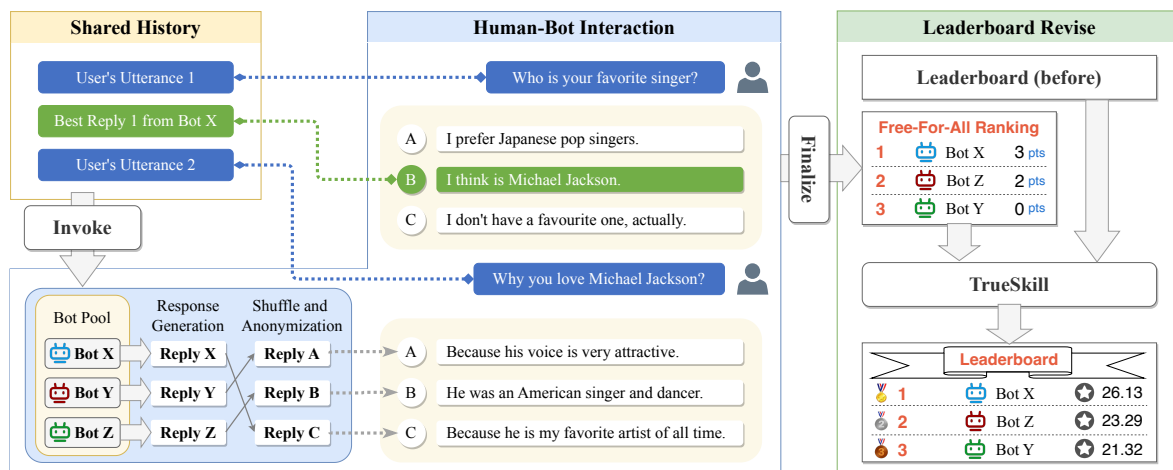 Shared History
User's Utterance 1
Best Reply 1 from Bot X
User's Utterance 2
Invoke
Bot Pool
Bot X
Bot Y
Bot Z
Response
Generation
Reply X
Reply Y
Reply Z
Shuffle and
Anonymization
Reply A
Reply B
Reply C
Human-Bot Interaction
Who is your favorite singer?
A I prefer Japanese pop singers.
B I think is Michael Jackson.
C I don't have a favourite one, actually.
Why you love Michael Jackson?
A Because his voice is very attractive.
B He was an American singer and dancer.
C Because he is my favorite artist of all time.
Finalize
Leaderboard Revise
Leaderboard (before)
Free-For-All Ranking
1 Bot X 3 pts
2 Bot Z 2 pts
3 Bot Y 0 pts
TrueSkill
Leaderboard
1 Bot X 26.13
2 Bot Z 23.29
3 Bot Y 21.32